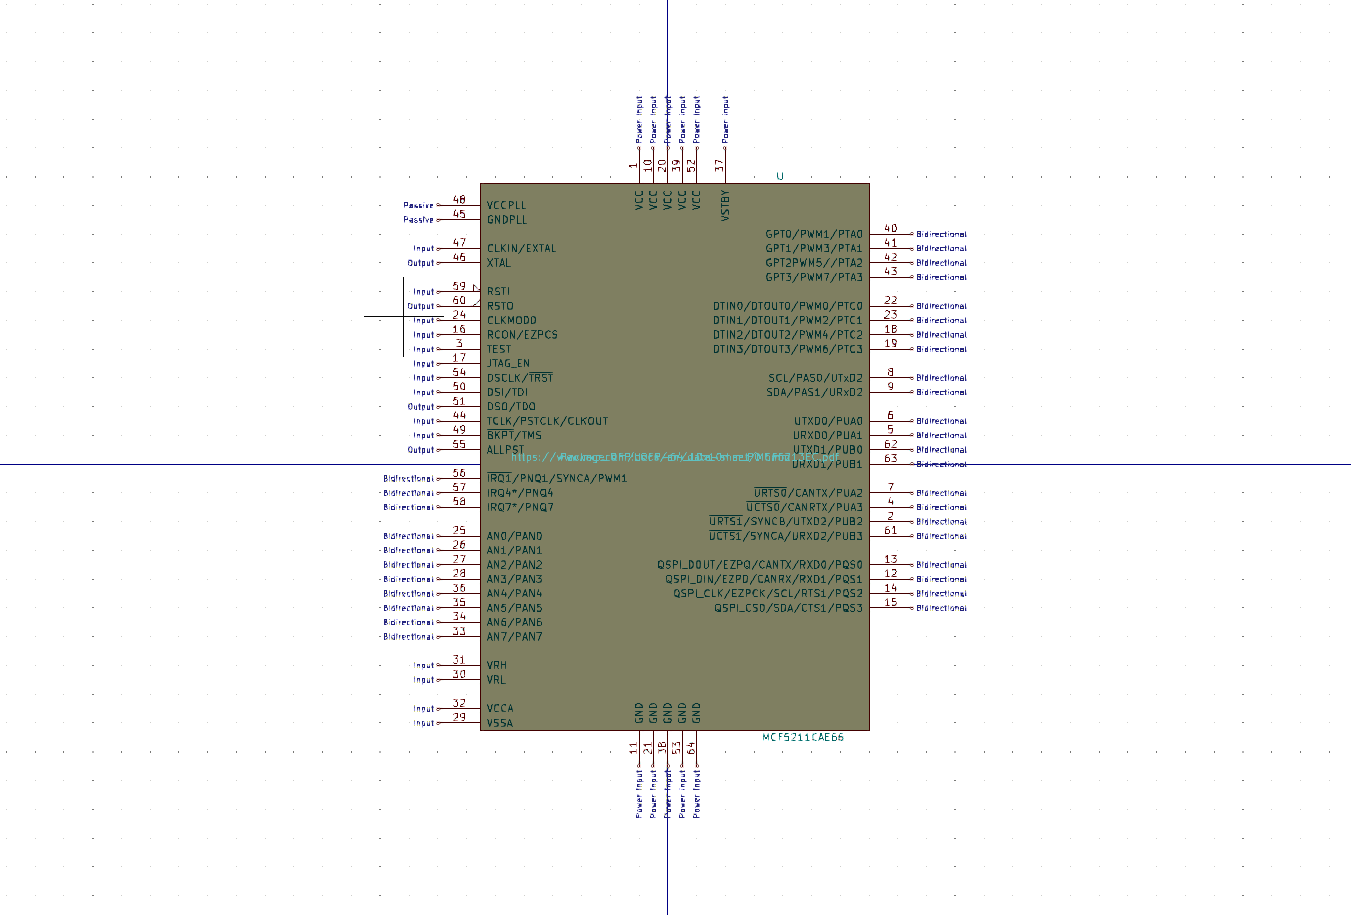 Power Input Power Input Power Input Power Input Power Input Power Input
1 10 20 39 52 37
U
VCC VCC VCC VCC VCC VSTBY
Passive 48 VCCPLL
Passive 45 GNDPLL
GPT0/PWM1/PTA0 40 Bidirectional
Input 47 CLKIN/EXTAL GPT1/PWM3/PTA1 41 Bidirectional
Output 46 XTAL GPT2PWM5//PTA2 42 Bidirectional
GPT3/PWM7/PTA3 43 Bidirectional
Input 59 RSTI
Output 60 RSTO DTIN0/DTOUT0/PWM0/PTC0 22 Bidirectional
Input 24 CLKMOD0 DTIN1/DTOUT1/PWM2/PTC1 23 Bidirectional
Input 16 RCON/EZPCS DTIN2/DTOUT2/PWM4/PTC2 18 Bidirectional
Input 3 TEST DTIN3/DTOUT3/PWM6/PTC3 19 Bidirectional
Input 17 JTAG_EN
Input 54 DSCLK/TRST SCL/PAS0/UTxD2 8 Bidirectional
Input 50 DSI/TDI SDA/PAS1/URxD2 9 Bidirectional
Output 51 DSO/TDO
Input 44 TCLK/PSTCLK/CLKOUT UTXD0/PUA0 6 Bidirectional
Input 49 BKPT/TMS URXD0/PUA1 5 Bidirectional
Output 55 ALLPST UTXD1/PUB0 62 Bidirectional
URXD1/PUB1 63 Bidirectional
Bidirectional 56 IRQ1/PNQ1/SYNCA/PWM1
Bidirectional 57 IRQ4*/PNQ4 URTS0/CANTX/PUA2 7 Bidirectional
Bidirectional 58 IRQ7*/PNQ7 UCTS0/CANRTX/PUA3 4 Bidirectional
URTS1/SYNCB/UTXD2/PUB2 2 Bidirectional
Bidirectional 25 AN0/PAN0 UCTS1/SYNCA/URXD2/PUB3 61 Bidirectional
Bidirectional 26 AN1/PAN1
Bidirectional 27 AN2/PAN2 QSPI_DOUT/EZPQ/CANTX/RXD0/PQS0 13 Bidirectional
Bidirectional 28 AN3/PAN3 QSPI_DIN/EZPD/CANRX/RXD1/PQS1 12 Bidirectional
Bidirectional 36 AN4/PAN4 QSPI_CLK/EZPCK/SCL/RTS1/PQS2 14 Bidirectional
Bidirectional 35 AN5/PAN5 QSPI_CS0/SDA/CTS1/PQS3 15 Bidirectional
Bidirectional 34 AN6/PAN6
Bidirectional 33 AN7/PAN7
Input 31 VRH
Input 30 VRL
Input 32 VCCA
Input 29 VSSA
GND GND GND GND GND
MCF5211CAE66
11 21 38 53 64
Power Input Power Input Power Input Power Input Power Input